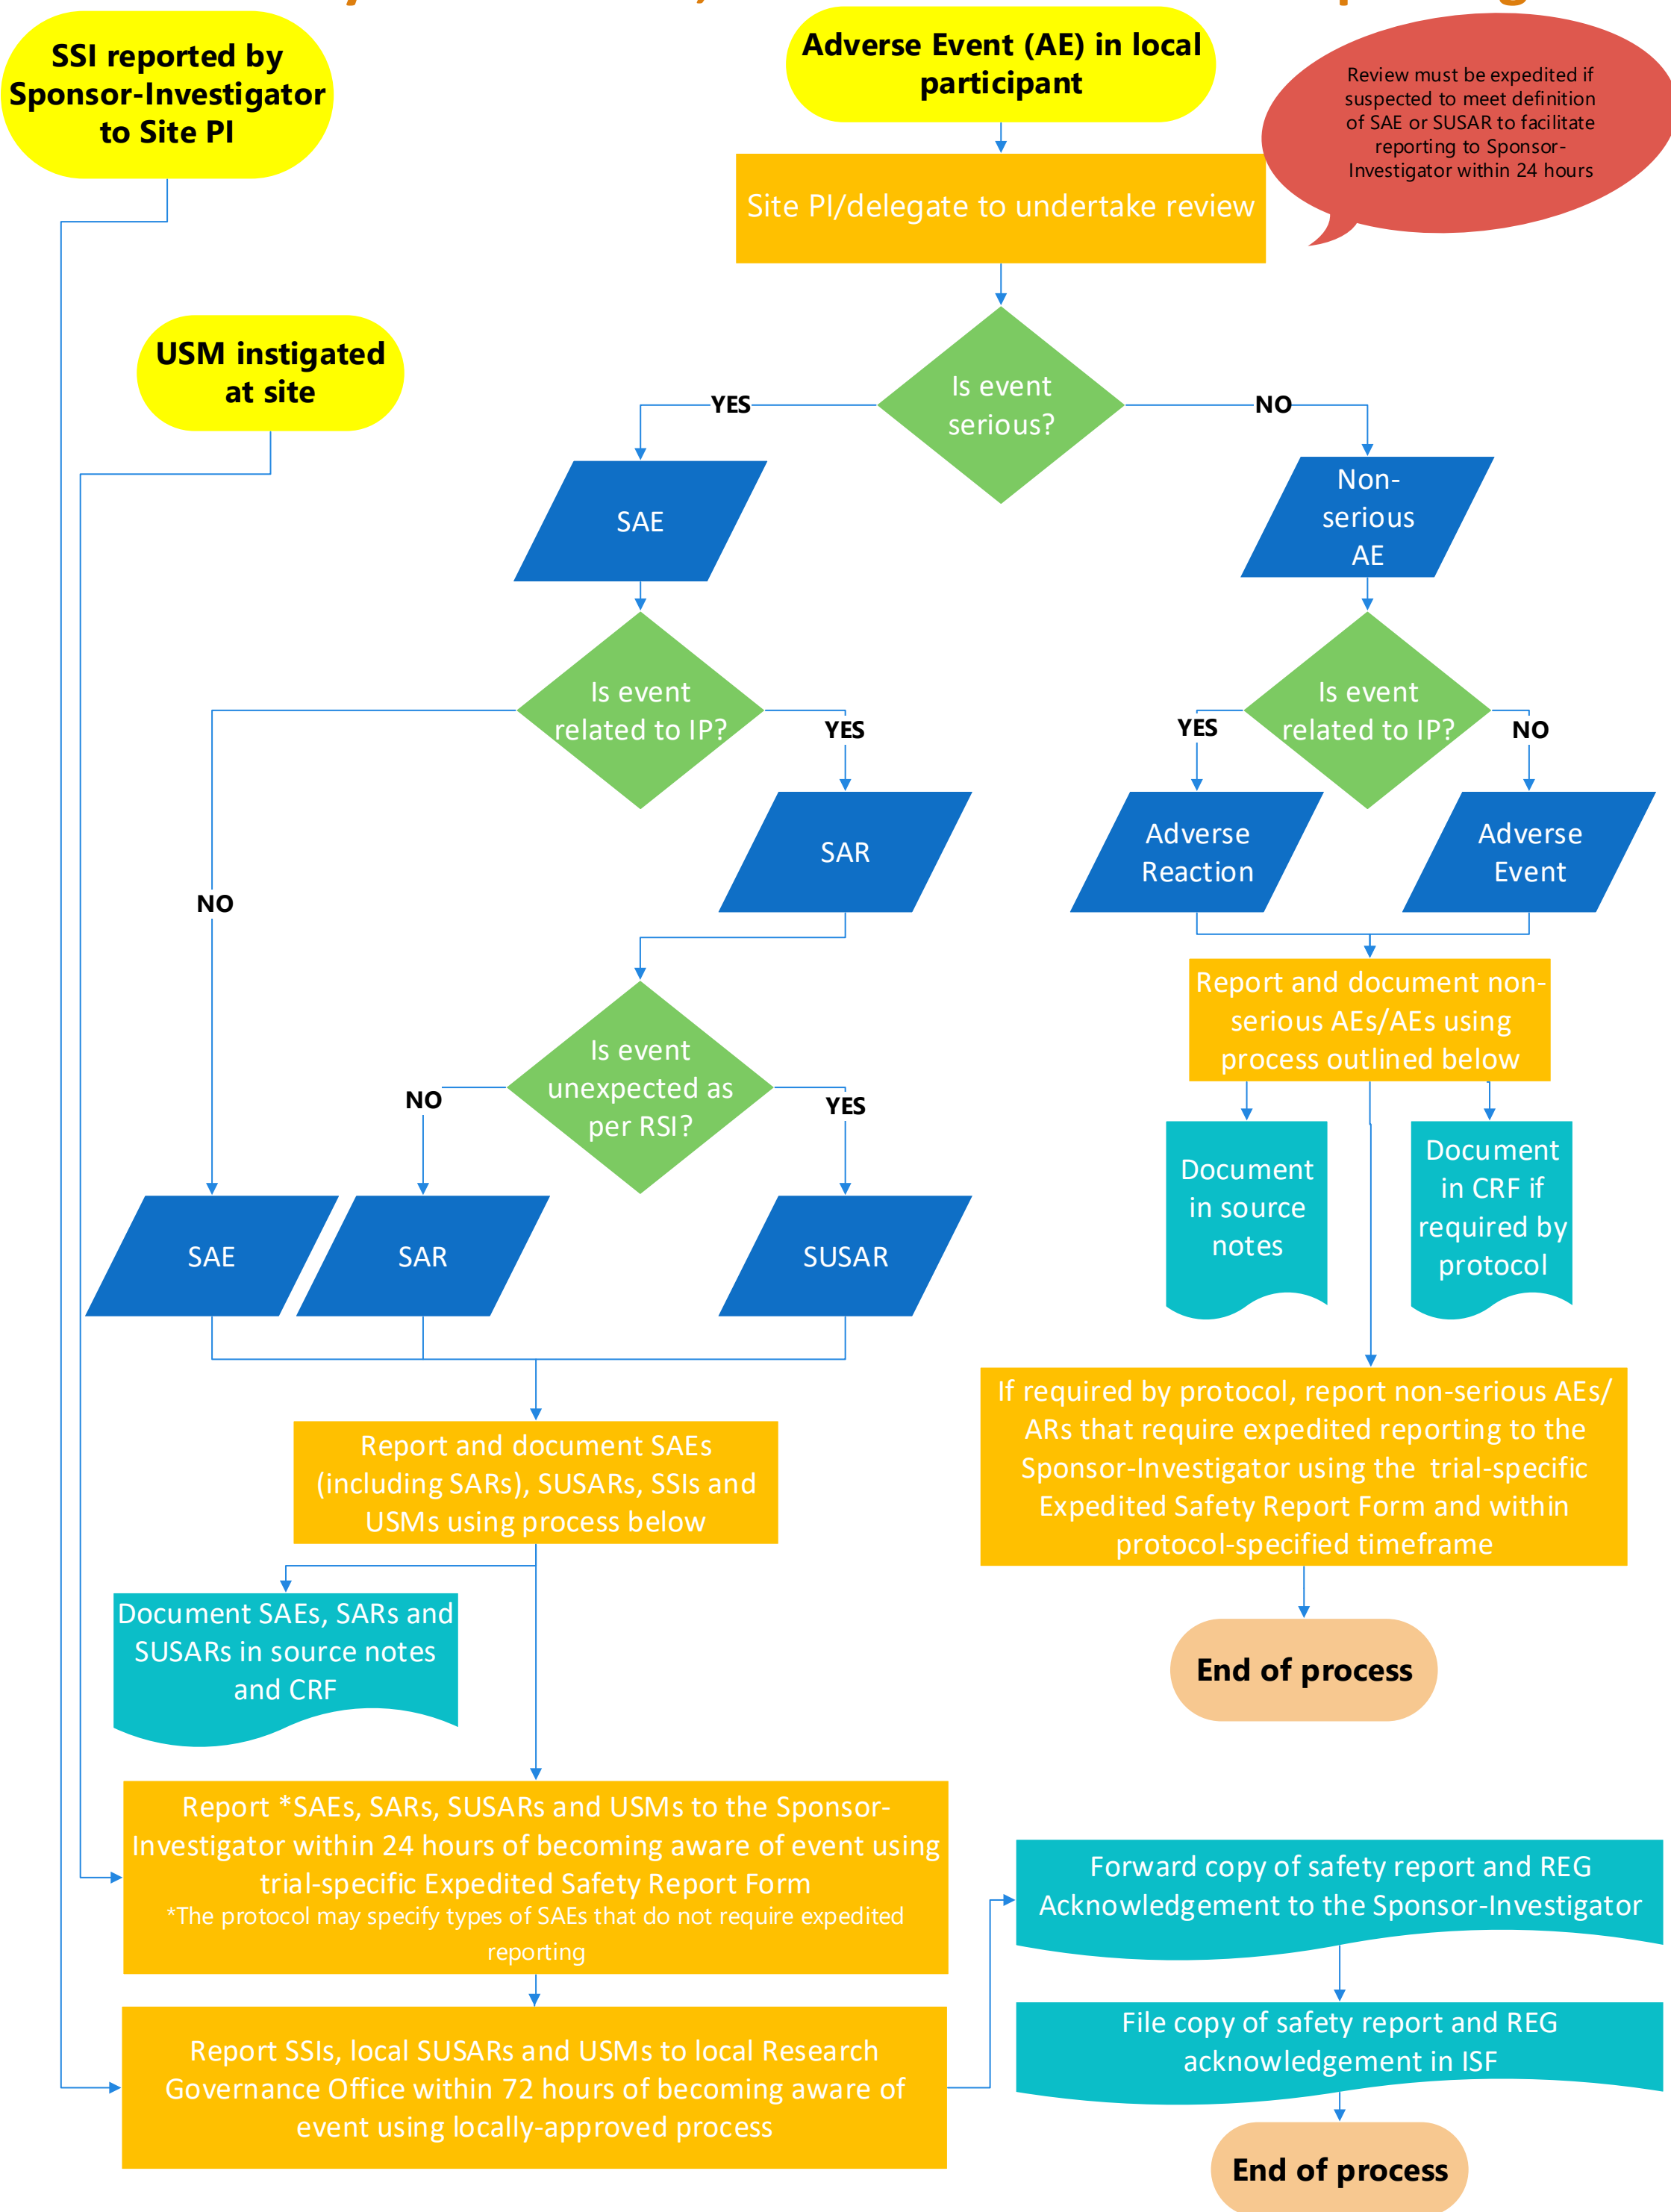 SSI reported by
Sponsor-Investigator
to Site PI
Adverse Event (AE) in local
participant
Review must be expedited if
suspected to meet definition
of SAE or SUSAR to facilitate
reporting to Sponsor-
Investigator within 24 hours
Site PI/delegate to undertake review
USM instigated
at site
Is event
serious?
YES
NO
SAE
Non-
serious
AE
Is event
related to IP?
YES
NO
Is event
related to IP?
YES
NO
SAR
Adverse
Reaction
Adverse
Event
Is event
unexpected as
per RSI?
NO
YES
Report and document non-
serious AEs/AEs using
process outlined below
Document
in source
notes
Document
in CRF if
required by
protocol
SAE
SAR
SUSAR
If required by protocol, report non-serious AEs/
ARs that require expedited reporting to the
Sponsor-Investigator using the trial-specific
Expedited Safety Report Form and within
protocol-specified timeframe
End of process
Report and document SAEs
(including SARs), SUSARs, SSIs and
USMs using process below
Document SAEs, SARs and
SUSARs in source notes
and CRF
Report *SAEs, SARs, SUSARs and USMs to the Sponsor-
Investigator within 24 hours of becoming aware of event using
trial-specific Expedited Safety Report Form
*The protocol may specify types of SAEs that do not require expedited
reporting
Report SSIs, local SUSARs and USMs to local Research
Governance Office within 72 hours of becoming aware of
event using locally-approved process
Forward copy of safety report and REG
Acknowledgement to the Sponsor-Investigator
File copy of safety report and REG
acknowledgement in ISF
End of process